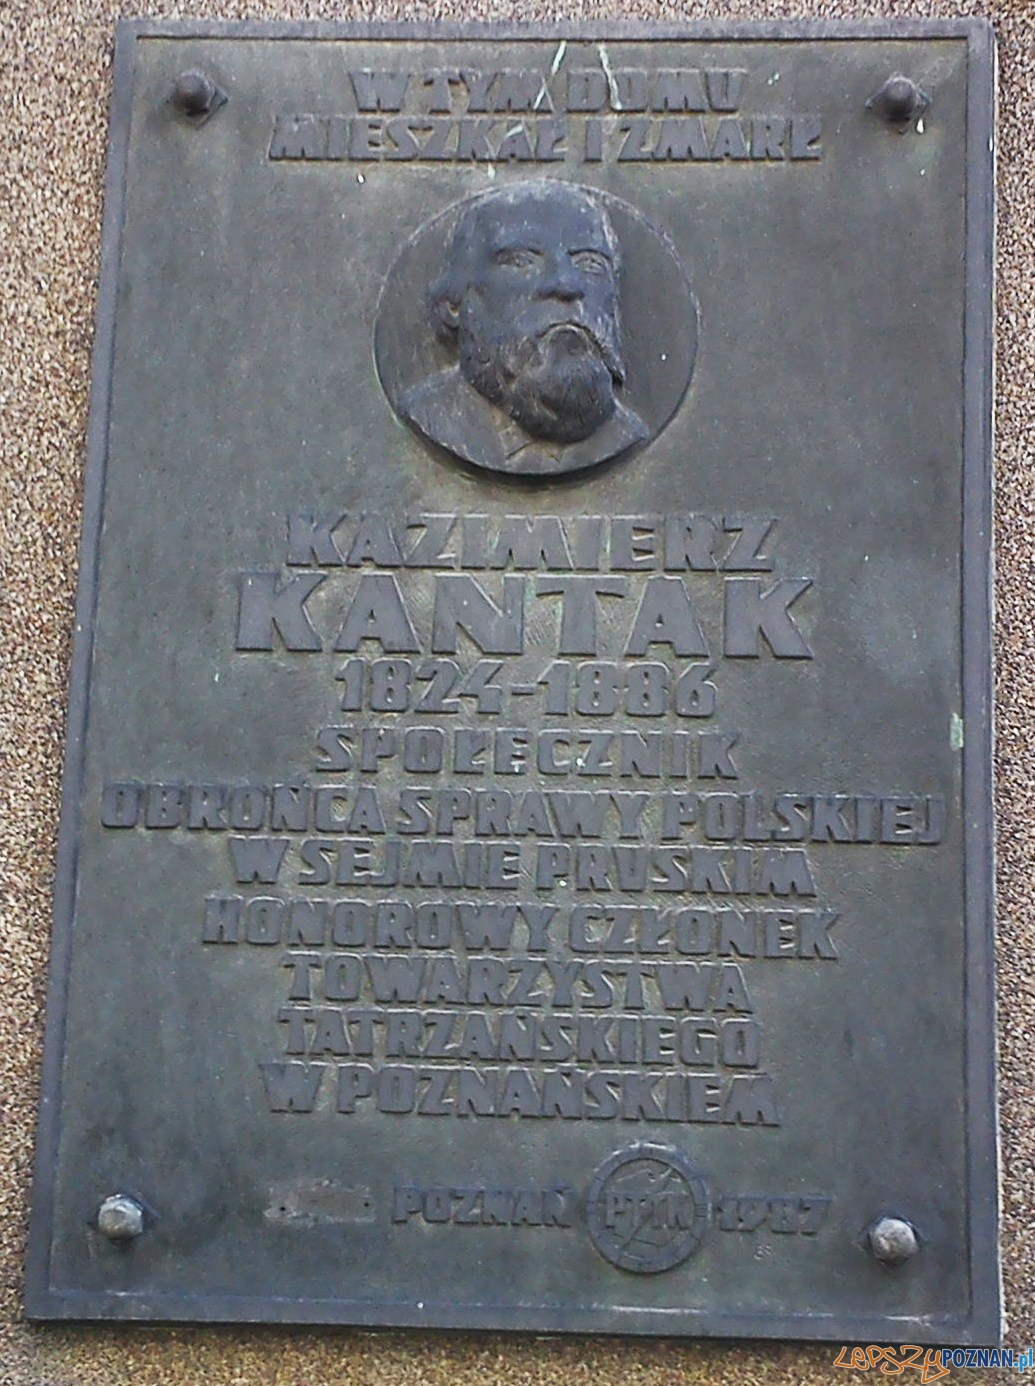 W TYM DOMU
MIESZKAŁ I ZMARŁ
KAZIMIERZ
KANTAK
1824-1886
SPOŁECZNIK
OBROŃCA SPRAWY POLSKIEJ
W SEJMIE PRUSKIM
HONOROWY CZŁONEK
TOWARZYSTWA
TATRZAŃSKIEGO
W POZNAŃSKIEM
POZNAŃ PTTK 1987
LEPSZYPOZNAN.pl